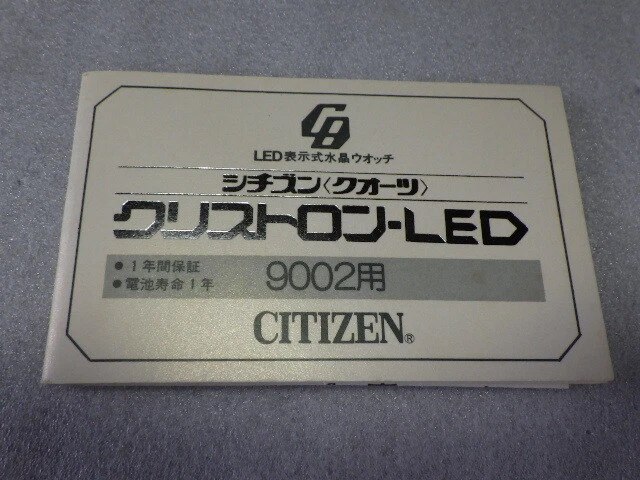 LED表示式水晶ウオッチ
シチズン〈クオーツ〉
クリストロン・LED
● 1年間保証
● 電池寿命1年
9002用
CITIZEN®